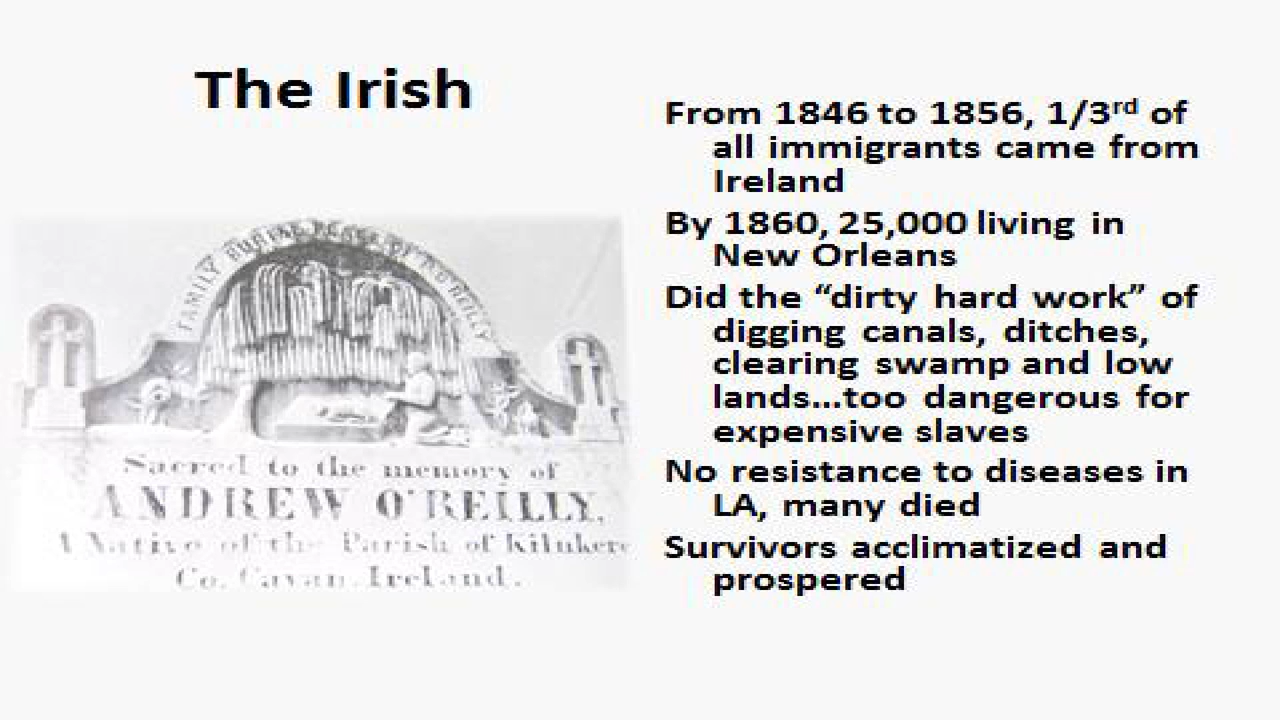 The Irish
From 1846 to 1856, 1/3rd of
all immigrants came from
Ireland
By 1860, 25,000 living in
New Orleans
Did the “dirty hard work” of
digging canals, ditches,
clearing swamp and low
lands...too dangerous for
expensive slaves
No resistance to diseases in
LA, many died
Survivors acclimatized and
prospered
FAMILY BURIAL PLACE OF O'REILLY
Sacred to the memory of
ANDREW O'REILLY,
A Native of the Parish of
Co. Cavan, Ireland.